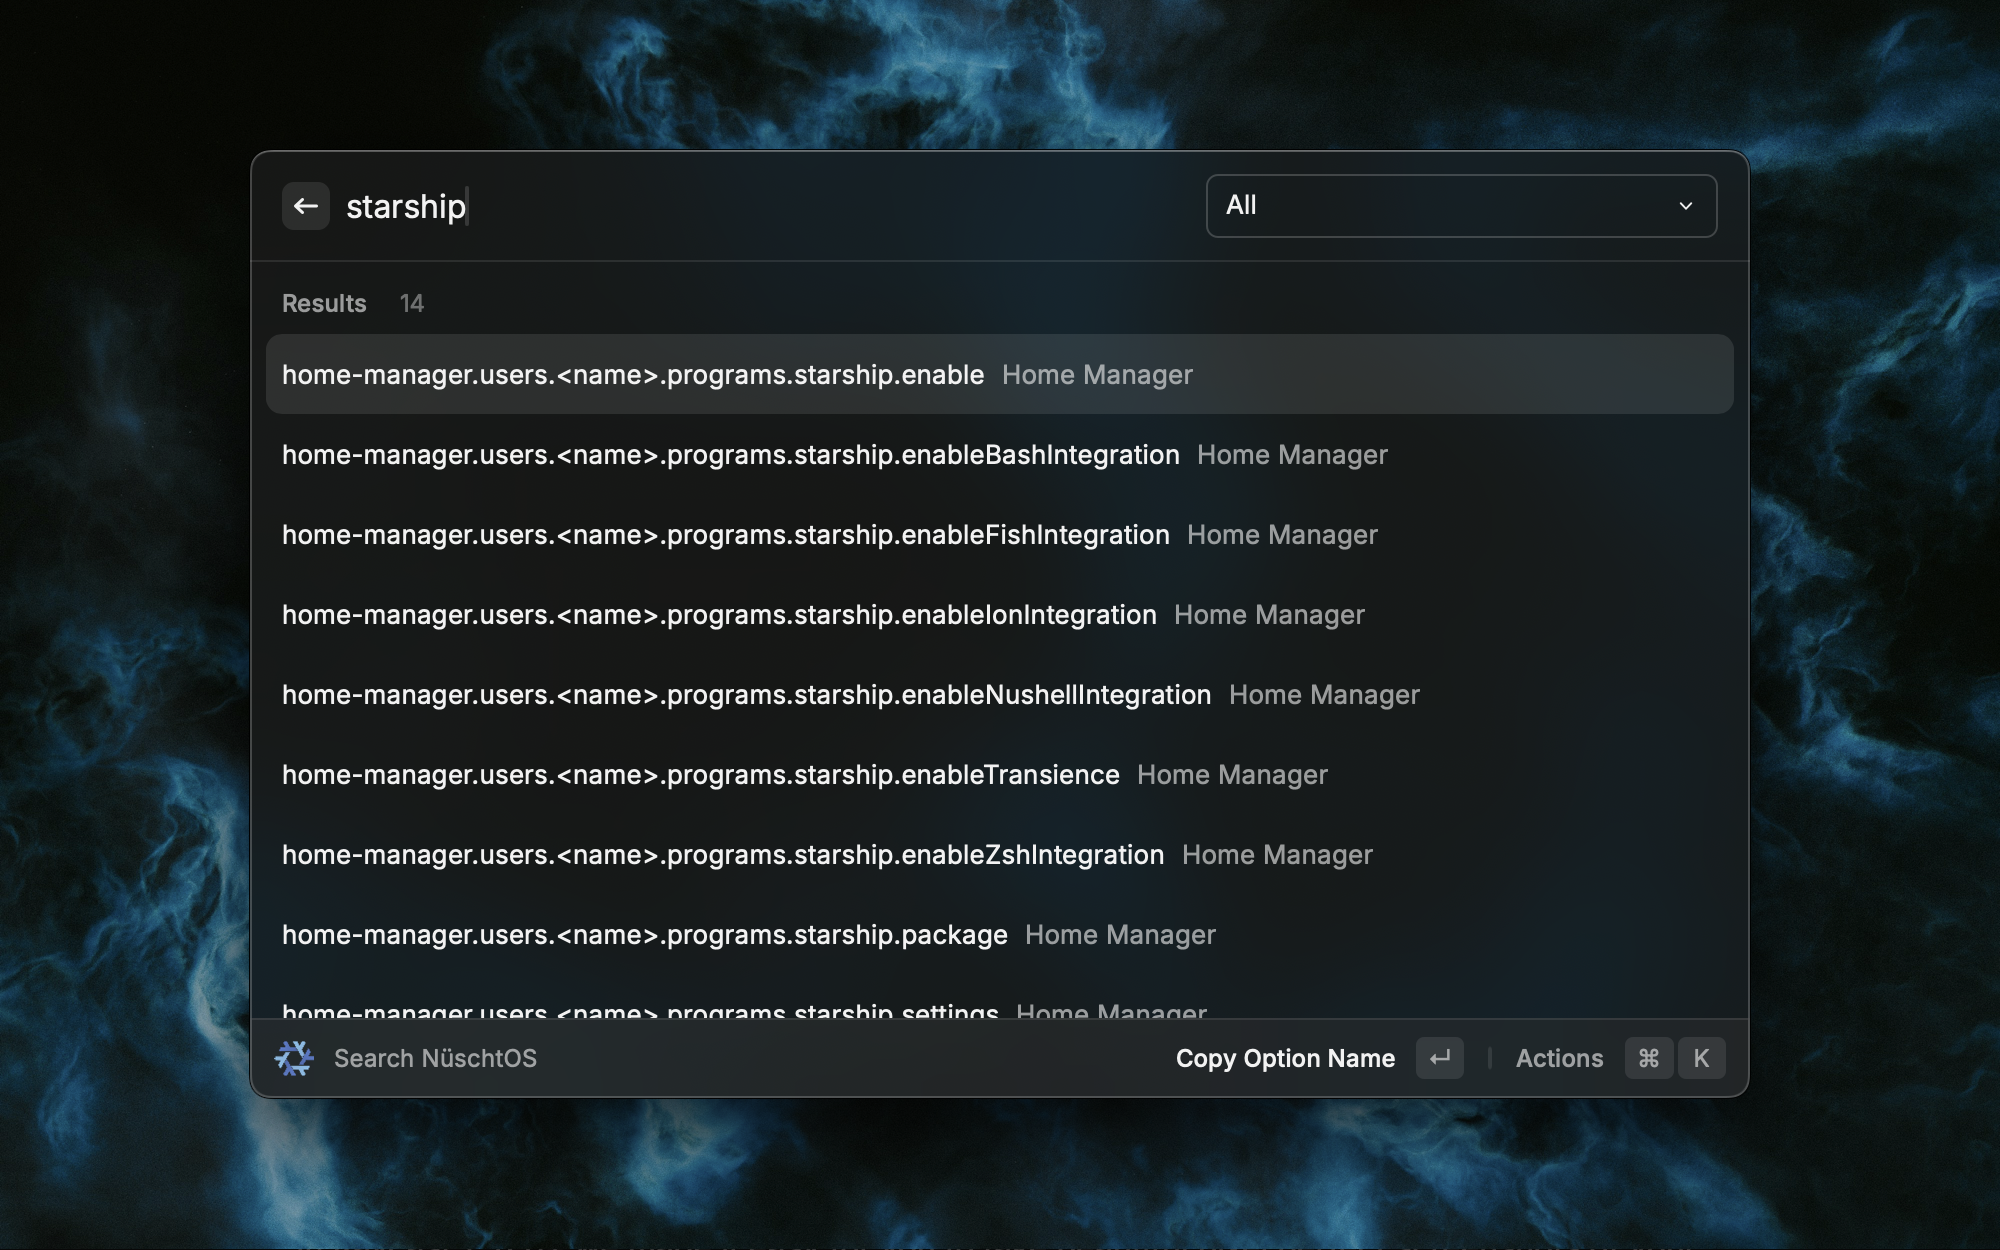 starship
All
Results 14
home-manager.users.<name>.programs.starship.enable Home Manager
home-manager.users.<name>.programs.starship.enableBashIntegration Home Manager
home-manager.users.<name>.programs.starship.enableFishIntegration Home Manager
home-manager.users.<name>.programs.starship.enableIonIntegration Home Manager
home-manager.users.<name>.programs.starship.enableNushellIntegration Home Manager
home-manager.users.<name>.programs.starship.enableTransience Home Manager
home-manager.users.<name>.programs.starship.enableZshIntegration Home Manager
home-manager.users.<name>.programs.starship.package Home Manager
home-manager.users.<name>.programs.starship.settings Home Manager
Search NüschtOS
Copy Option Name ↵ | Actions ⌘ K